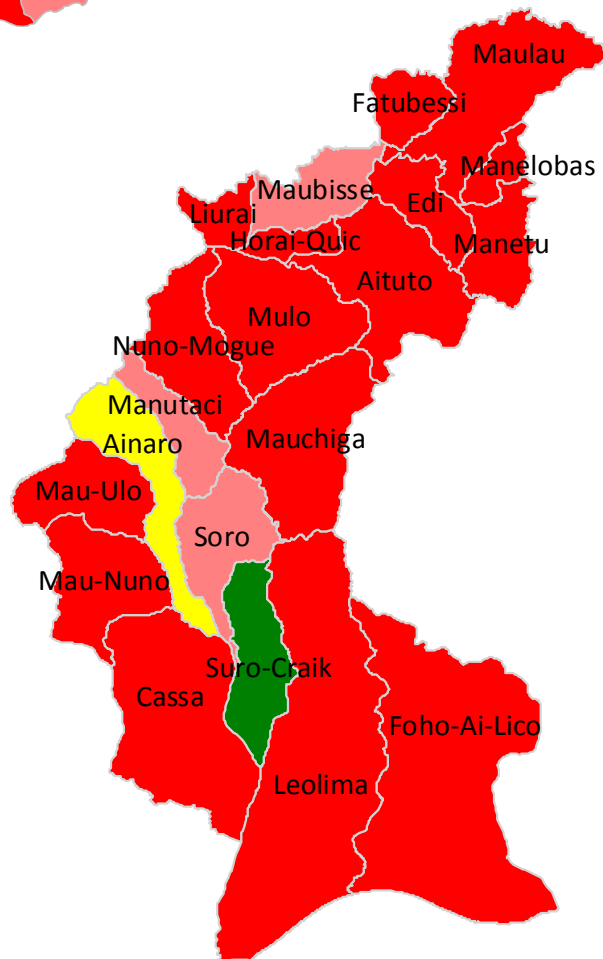 Maulau
Fatubessi
Manelobas
Maubisse
Edi
Liurai
Horai-Quic
Manetu
Aituto
Mulo
Nuno-Mogue
Manutaci
Mauchiga
Ainaro
Mau-Ulo
Soro
Mau-Nuno
Suro-Craik
Cassa
Foho-Ai-Lico
Leolima